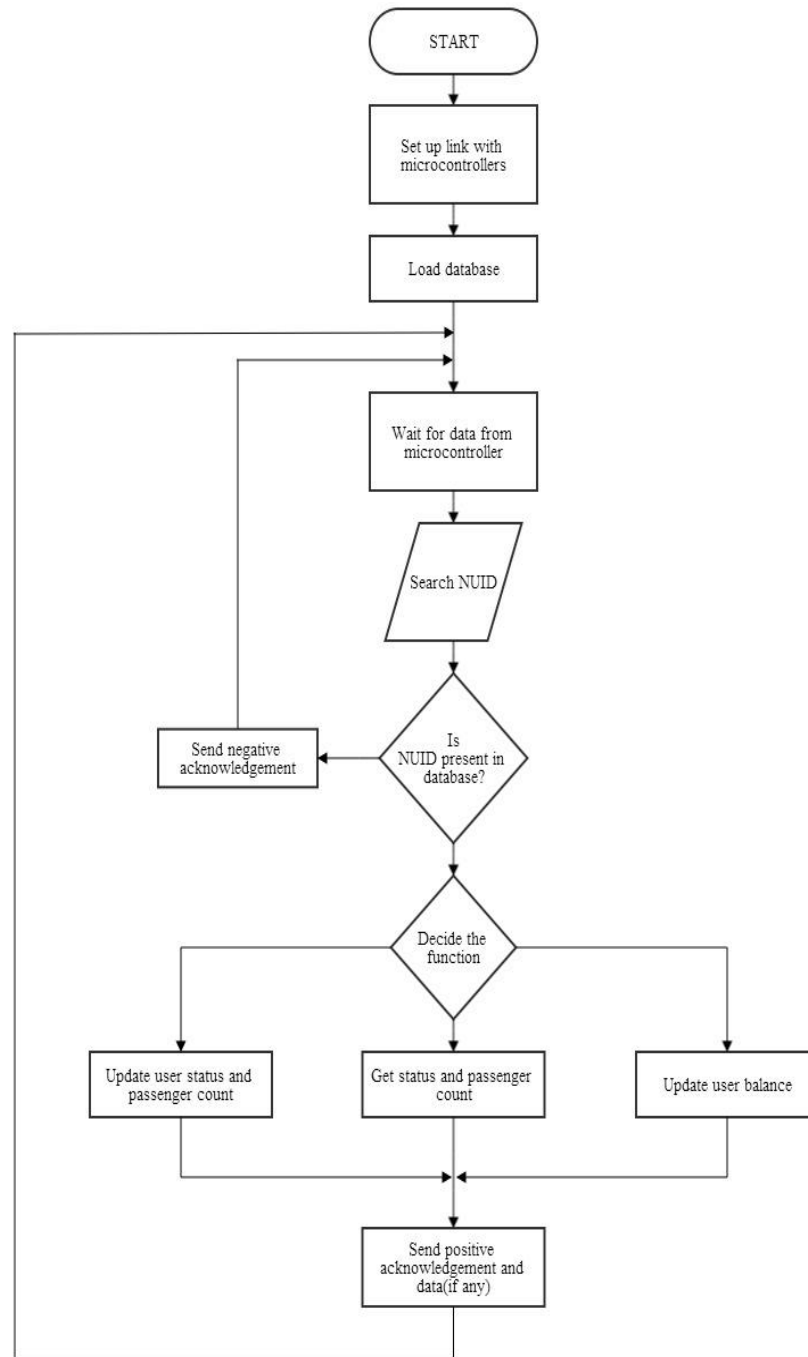 START
Set up link with
microcontrollers
Load database
Wait for data from
microcontroller
Search NUID
Is
NUID present in
database?
Send negative
acknowledgement
Decide the
function
Update user status and
passenger count
Get status and passenger
count
Update user balance
Send positive
acknowledgement and
data(if any)